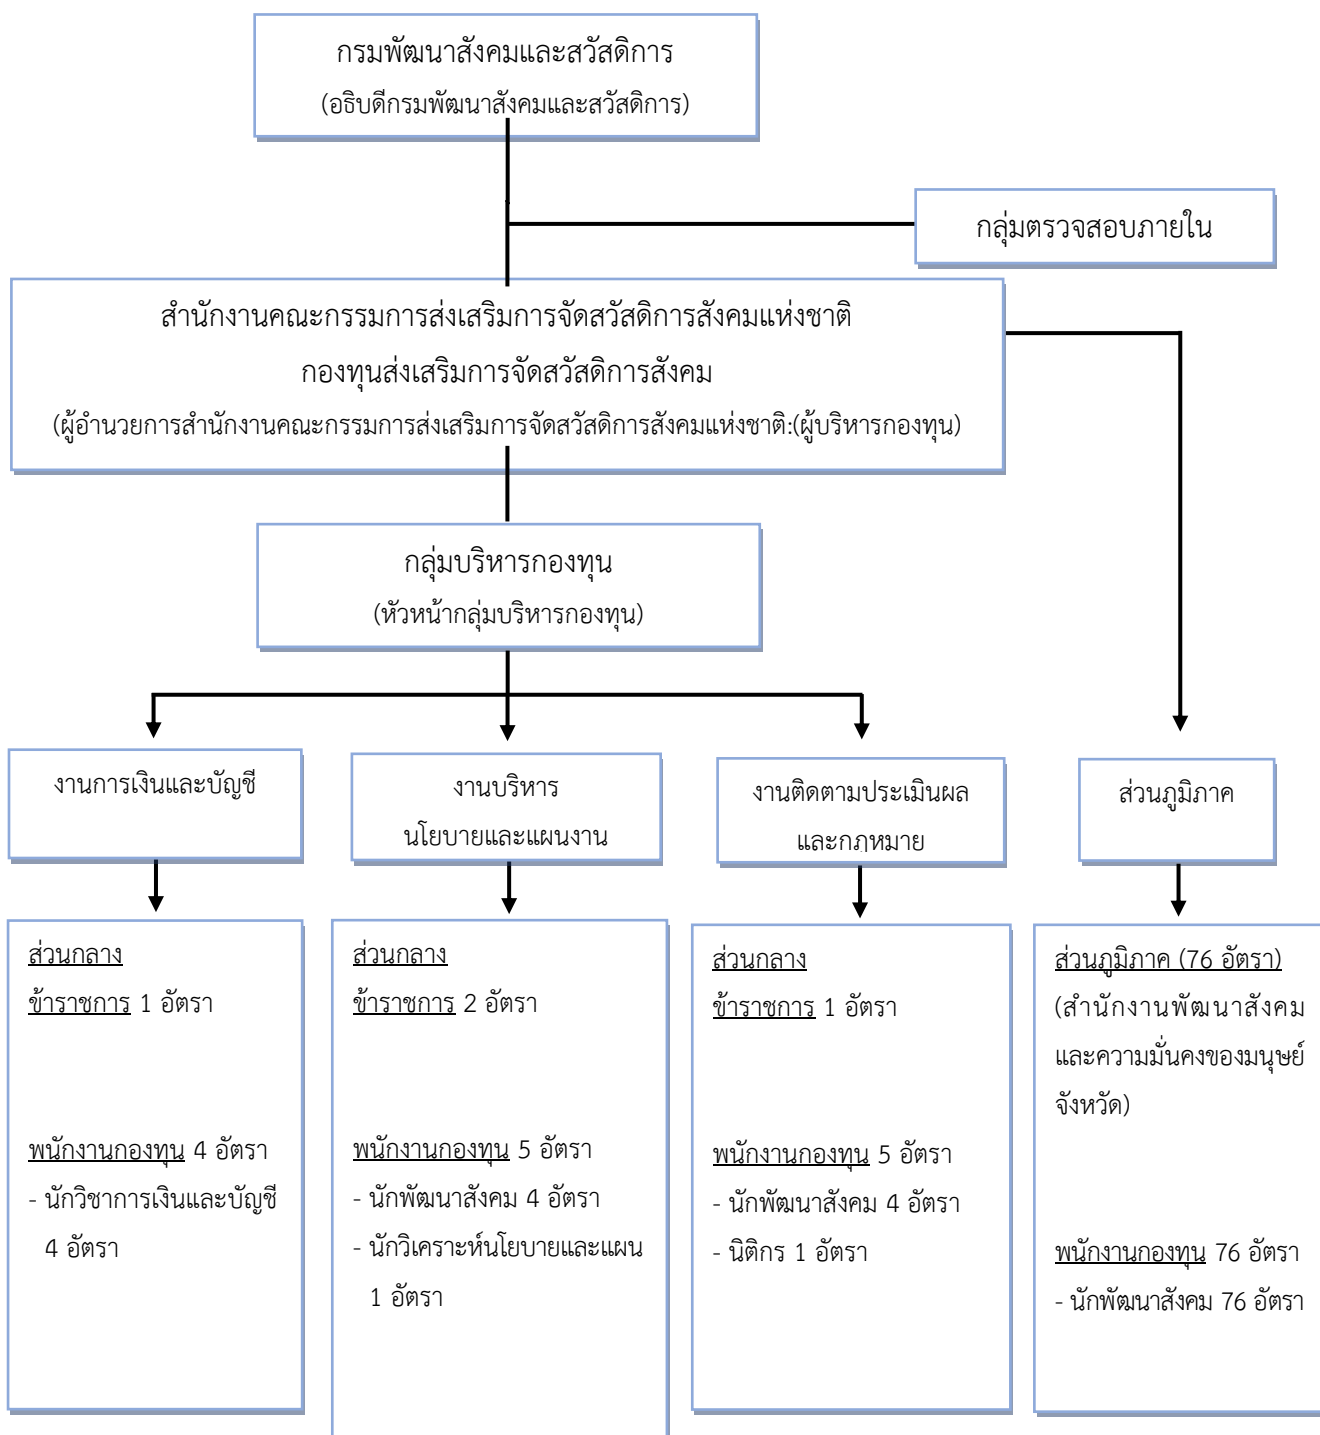 กรมพัฒนาสังคมและสวัสดิการ
(อธิบดีกรมพัฒนาสังคมและสวัสดิการ)
กลุ่มตรวจสอบภายใน
สำนักงานคณะกรรมการส่งเสริมการจัดสวัสดิการสังคมแห่งชาติ
กองทุนส่งเสริมการจัดสวัสดิการสังคม
(ผู้อำนวยการสำนักงานคณะกรรมการส่งเสริมการจัดสวัสดิการสังคมแห่งชาติ:(ผู้บริหารกองทุน)
กลุ่มบริหารกองทุน
(หัวหน้ากลุ่มบริหารกองทุน)
งานการเงินและบัญชี
งานบริหาร
นโยบายและแผนงาน
งานติดตามประเมินผล
และกฎหมาย
ส่วนภูมิภาค
ส่วนกลาง
ข้าราชการ 1 อัตรา
พนักงานกองทุน 4 อัตรา
- นักวิชาการเงินและบัญชี
4 อัตรา
ส่วนกลาง
ข้าราชการ 2 อัตรา
พนักงานกองทุน 5 อัตรา
- นักพัฒนาสังคม 4 อัตรา
- นักวิเคราะห์นโยบายและแผน
1 อัตรา
ส่วนกลาง
ข้าราชการ 1 อัตรา
พนักงานกองทุน 5 อัตรา
- นักพัฒนาสังคม 4 อัตรา
- นิติกร 1 อัตรา
ส่วนภูมิภาค (76 อัตรา)
(สำนักงานพัฒนาสังคม
และความมั่นคงของมนุษย์
จังหวัด)
พนักงานกองทุน 76 อัตรา
- นักพัฒนาสังคม 76 อัตรา